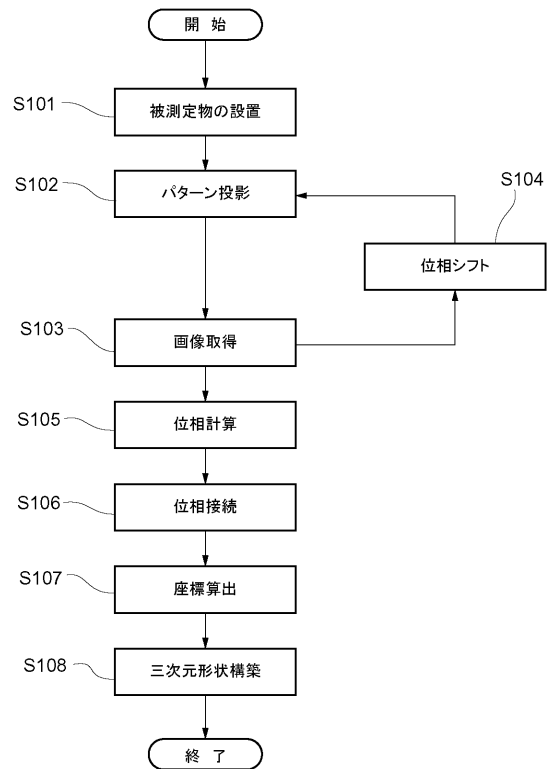 開 始
S101
被測定物の設置
S102
パターン投影
S104
位相シフト
S103
画像取得
S105
位相計算
S106
位相接続
S107
座標算出
S108
三次元形状構築
終 了